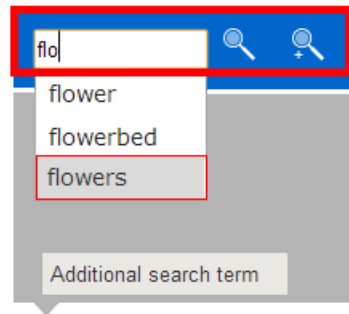 flo
flower
flowerbed
flowers
Additional search term